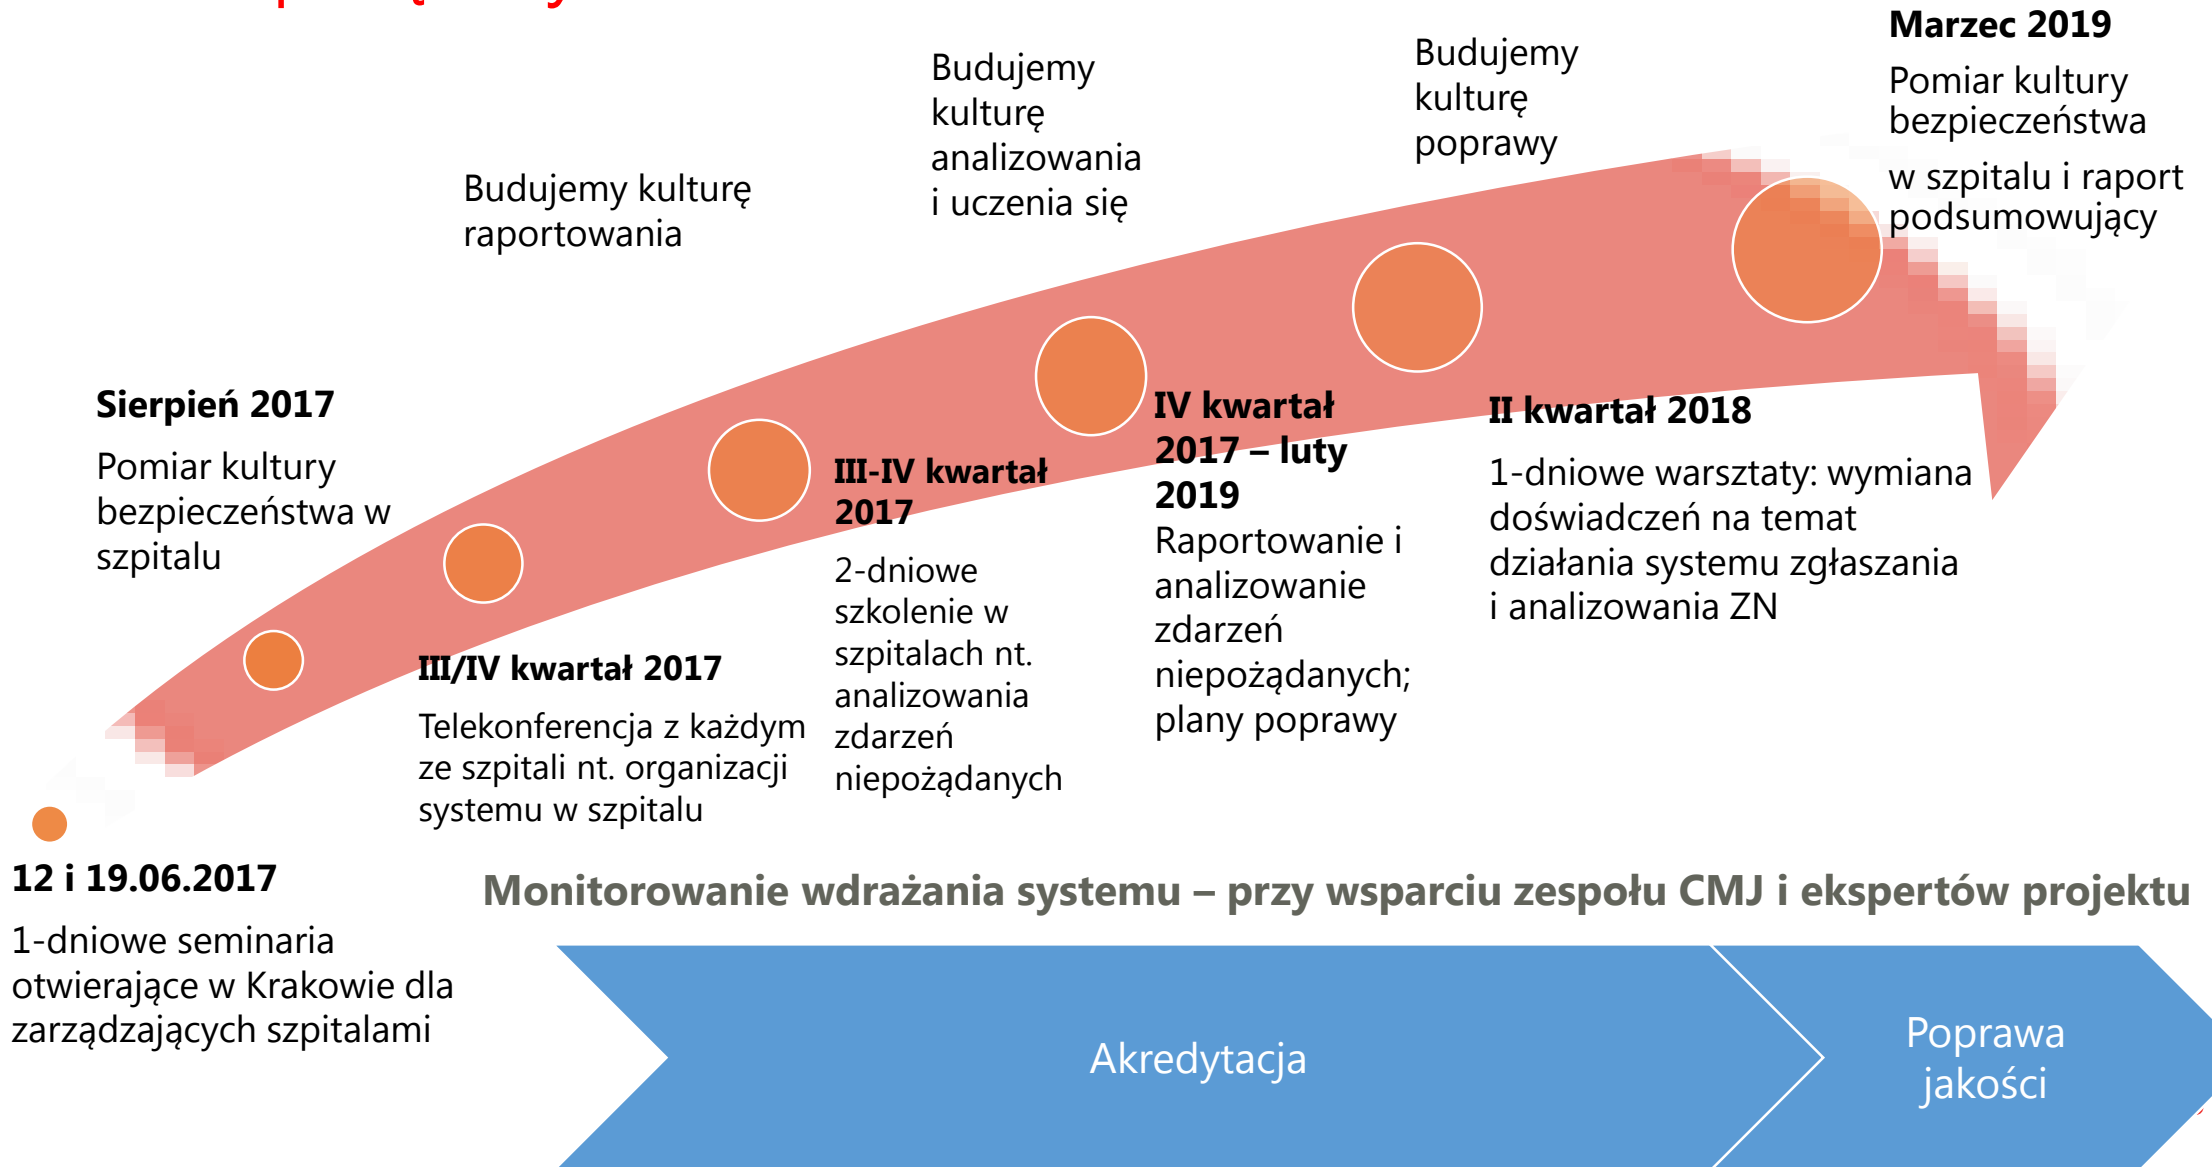 Marzec 2019
Pomiar kultury
bezpieczeństwa
w szpitalu i raport
podsumowujący
Budujemy
kulturę
poprawy
Budujemy
kulturę
analizowania
i uczenia się
Budujemy kulturę
raportowania
Sierpień 2017
Pomiar kultury
bezpieczeństwa w
szpitalu
III/IV kwartał 2017
Telekonferencja z każdym
ze szpitali nt. organizacji
systemu w szpitalu
III-IV kwartał
2017
2-dniowe
szkolenie w
szpitalach nt.
analizowania
zdarzeń
niepożądanych
IV kwartał
2017 – luty
2019
Raportowanie i
analizowanie
zdarzeń
niepożądanych;
plany poprawy
II kwartał 2018
1-dniowe warsztaty: wymiana
doświadczeń na temat
działania systemu zgłaszania
i analizowania ZN
12 i 19.06.2017
1-dniowe seminaria
otwierające w Krakowie dla
zarządzających szpitalami
Monitorowanie wdrażania systemu – przy wsparciu zespołu CMJ i ekspertów projektu
Akredytacja
Poprawa
jakości